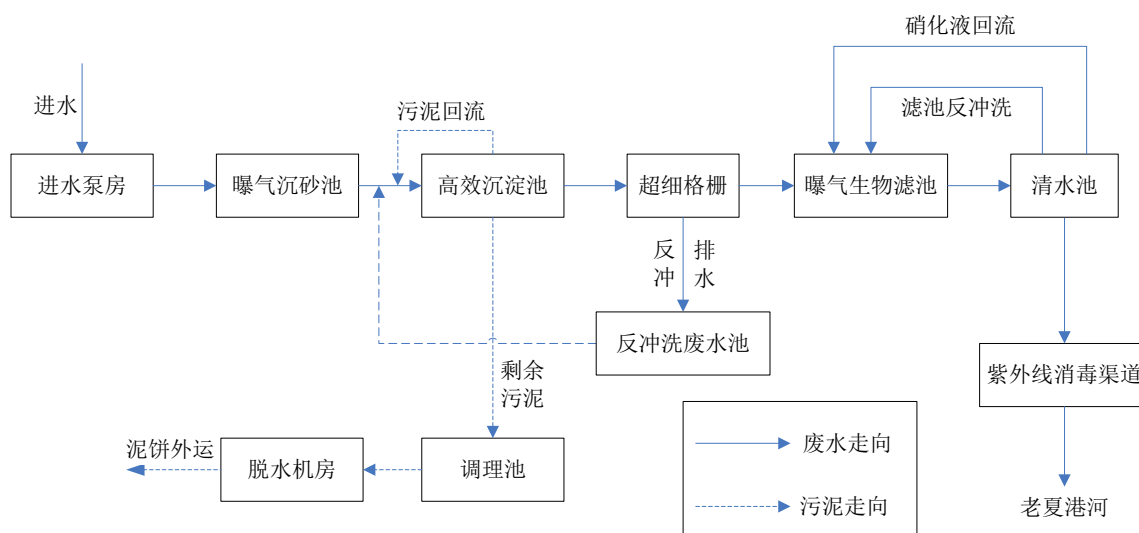 硝化液回流
滤池反冲洗
进水
污泥回流
进水泵房
曝气沉砂池
高效沉淀池
超细格栅
曝气生物滤池
清水池
反冲
排水
反冲洗废水池
紫外线消毒渠道
剩余
污泥
泥饼外运
脱水机房
调理池
废水走向
污泥走向
老夏港河